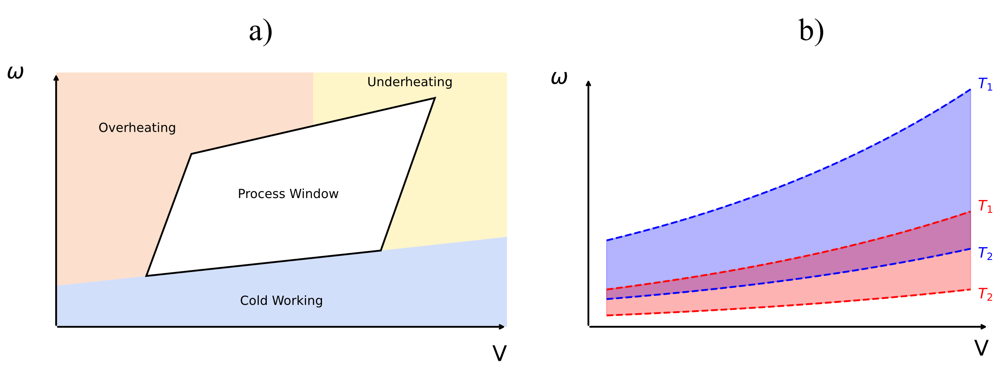 a)
ω
Underheating
Overheating
Process Window
Cold Working
V
b)
ω
T₁
T₁
T₂
T₂
V